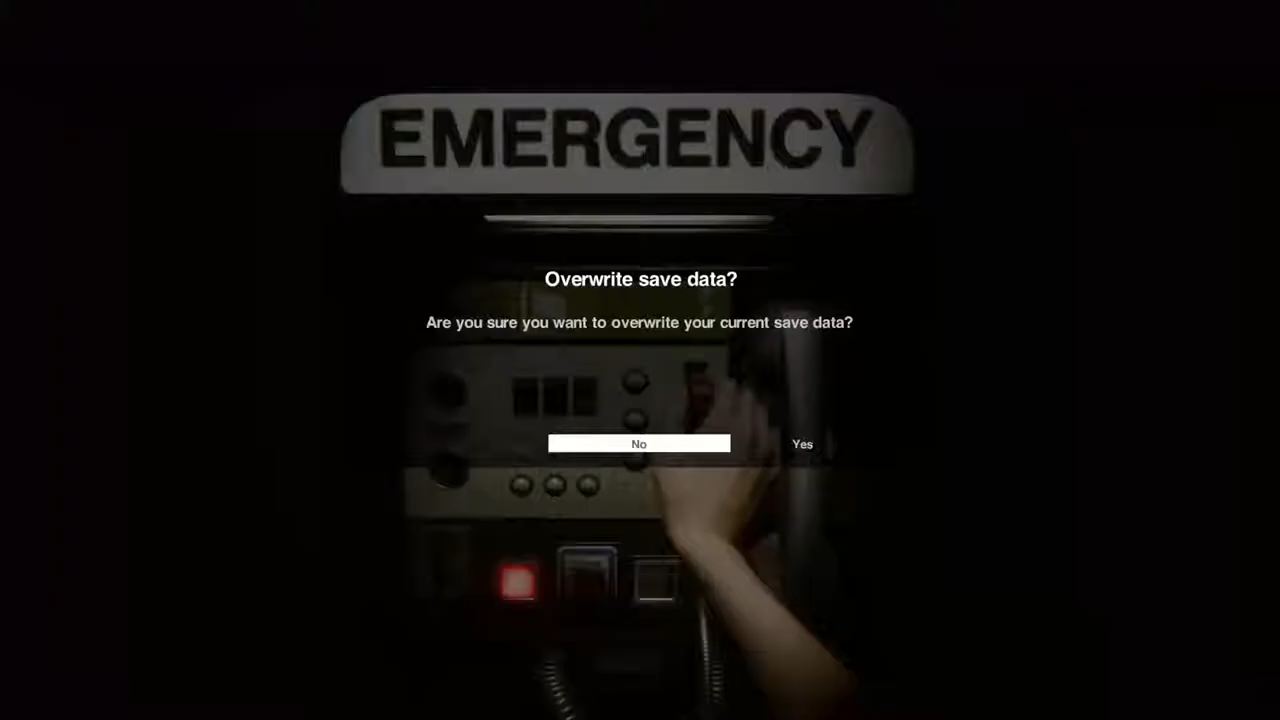 EMERGENCY
Overwrite save data?
Are you sure you want to overwrite your current save data?
No Yes